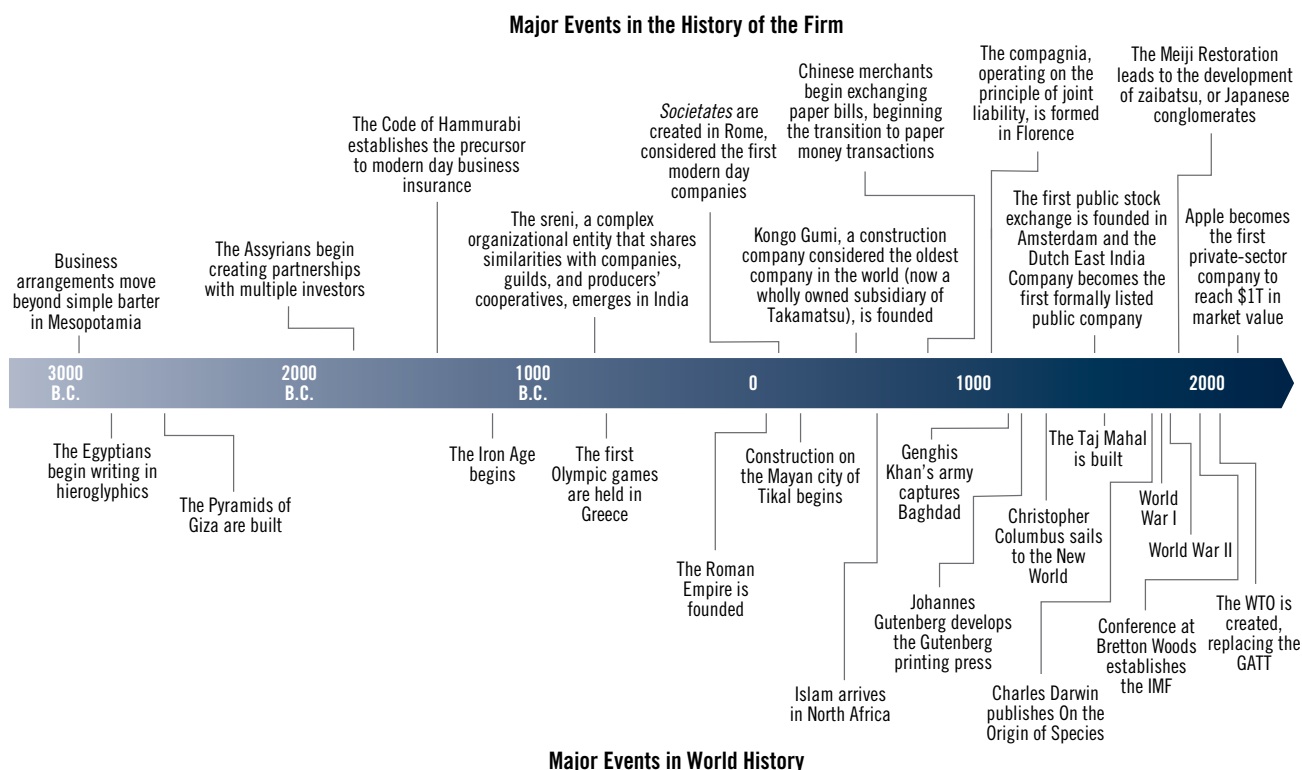 Major Events in the History of the Firm
Business
arrangements move
beyond simple barter
in Mesopotamia
The Assyrians begin
creating partnerships
with multiple investors
The Code of Hammurabi
establishes the precursor
to modern day business
insurance
The sreni, a complex
organizational entity that shares
similarities with companies,
guilds, and producers’
cooperatives, emerges in India
Societates are
created in Rome,
considered the first
modern day
companies
Chinese merchants
begin exchanging
paper bills, beginning
the transition to paper
money transactions
Kongo Gumi, a construction
company considered the oldest
company in the world (now a
wholly owned subsidiary of
Takamatsu), is founded
The compagnia,
operating on the
principle of joint
liability, is formed
in Florence
The first public stock
exchange is founded in
Amsterdam and the
Dutch East India
Company becomes the
first formally listed
public company
The Meiji Restoration
leads to the development
of zaibatsu, or Japanese
conglomerates
Apple becomes
the first
private-sector
company to
reach $1T in
market value
3000
B.C.
2000
B.C.
1000
B.C.
0
1000
2000
The Egyptians
begin writing in
hieroglyphics
The Pyramids of
Giza are built
The Iron Age
begins
The first
Olympic games
are held in
Greece
The Roman
Empire is
founded
Construction on
the Mayan city of
Tikal begins
Islam arrives
in North Africa
Genghis
Khan’s army
captures
Baghdad
Johannes
Gutenberg develops
the Gutenberg
printing press
Christopher
Columbus sails
to the New
World
The Taj Mahal
is built
Charles Darwin
publishes On the
Origin of Species
World
War I
World War II
Conference at
Bretton Woods
establishes
the IMF
The WTO is
created,
replacing the
GATT
Major Events in World History